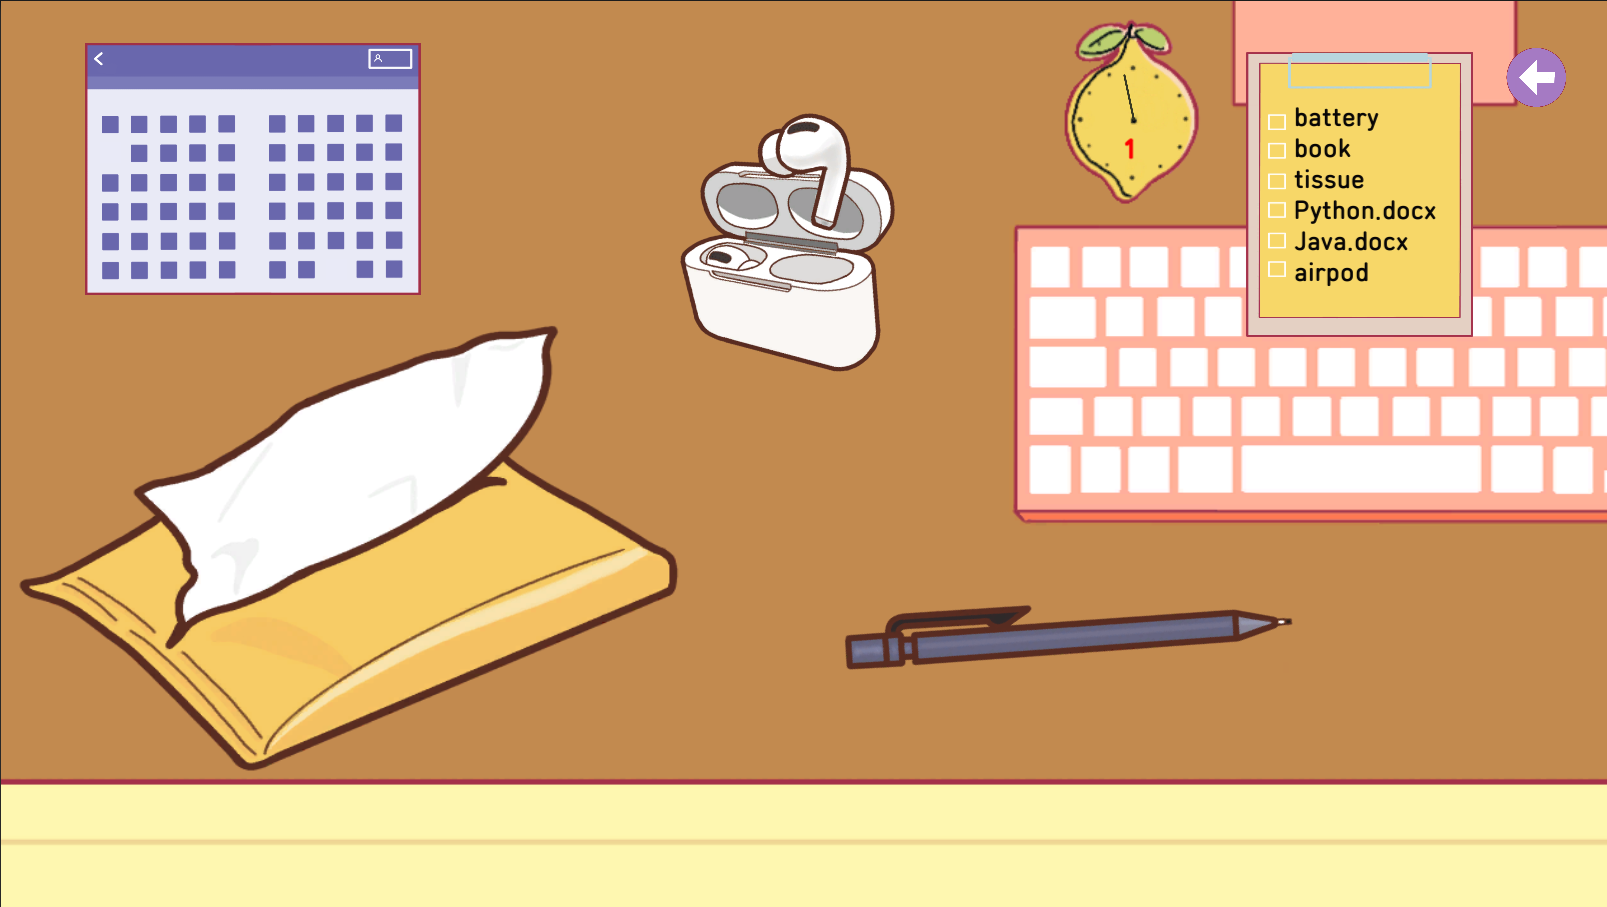 1
battery
book
tissue
Python.docx
Java.docx
airpod